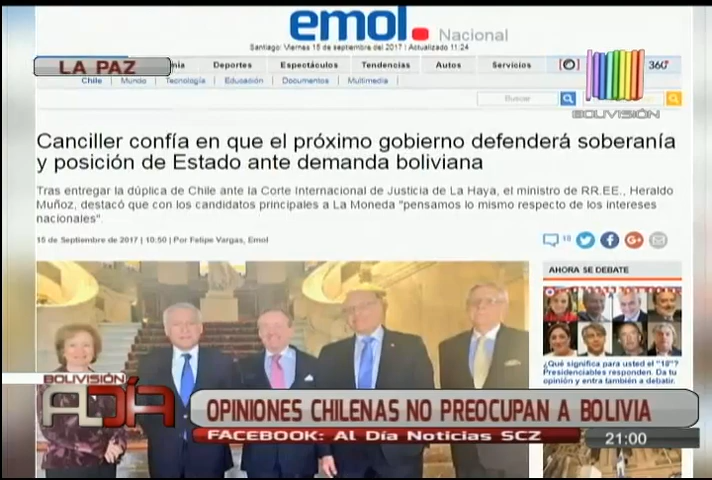 emol.
Nacional
Santiago: Viernes 15 de septiembre del 2017 | Actualizado 11:24
LA PAZ
Deportes Espectáculos Tendencias Autos Servicios
360°
Chile | Mundo | Tecnología | Educación | Documentos | Multimedia
Buscar
BOLIVISIÓN
Canciller confía en que el próximo gobierno defenderá soberanía
y posición de Estado ante demanda boliviana
Tras entregar la dúplica de Chile ante la Corte Internacional de Justicia de La Haya, el ministro de RR.EE., Heraldo
Muñoz, destacó que con los candidatos principales a La Moneda "pensamos lo mismo respecto de los intereses
nacionales".
15 de Septiembre de 2017 | 10:50 | Por Felipe Vargas, Emol
18
AHORA SE DEBATE
¿Qué significa para usted el "18"?
Presidenciables responden. Da tu
opinión y entra también a debatir.
BOLIVISIÓN
AL DÍA
OPINIONES CHILENAS NO PREOCUPAN A BOLIVIA
FACEBOOK: Al Día Noticias SCZ
21:00